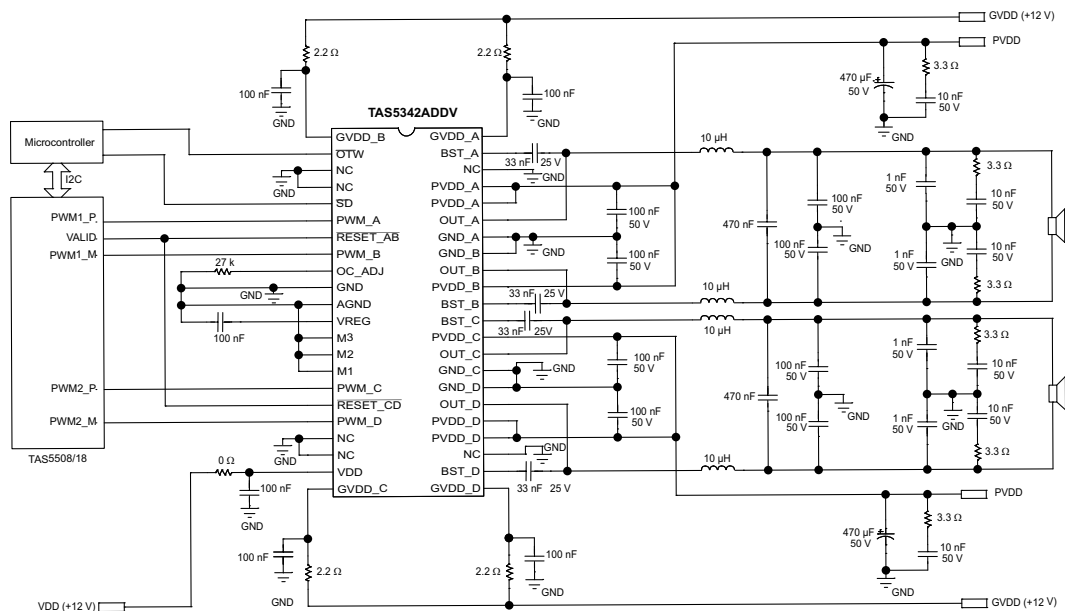 GVDD (+12 V)
PVDD
2.2 Ω
2.2 Ω
3.3 Ω
470 µF
50 V
10 nF
50 V
100 nF
100 nF
GND
GND
GND
TAS5342ADDV
Microcontroller
I2C
GVDD_B
OTW
NC
NC
SD
PWM_A
RESET_AB
PWM_B
OC_ADJ
GND
AGND
VREG
M3
M2
M1
PWM_C
RESET_CD
PWM_D
NC
NC
VDD
GVDD_C
GVDD_A
BST_A
NC
PVDD_A
PVDD_A
OUT_A
GND_A
GND_B
OUT_B
PVDD_B
BST_B
BST_C
PVDD_C
OUT_C
GND_C
GND_D
OUT_D
PVDD_D
PVDD_D
NC
BST_D
GVDD_D
PWM1_P
VALID
PWM1_M
PWM2_P
PWM2_M
TAS5508/18
GND
27 k
GND
100 nF
GND
0 Ω
100 nF
GND
33 nF 25 V
GND
100 nF
50 V
GND
100 nF
50 V
33 nF 25 V
33 nF 25V
GND
100 nF
50 V
100 nF
50 V
GND
33 nF 25 V
10 µH
470 nF
100 nF
50 V
GND
100 nF
50 V
1 nF
50 V
3.3 Ω
10 nF
50 V
GND
1 nF
50 V
10 nF
50 V
3.3 Ω
10 µH
10 µH
470 nF
100 nF
50 V
GND
100 nF
50 V
1 nF
50 V
3.3 Ω
10 nF
50 V
GND
1 nF
50 V
10 nF
50 V
3.3 Ω
10 µH
PVDD
3.3 Ω
470 µF
50 V
10 nF
50 V
GND
100 nF
100 nF
2.2 Ω
2.2 Ω
GND
GND
VDD (+12 V)
GVDD (+12 V)